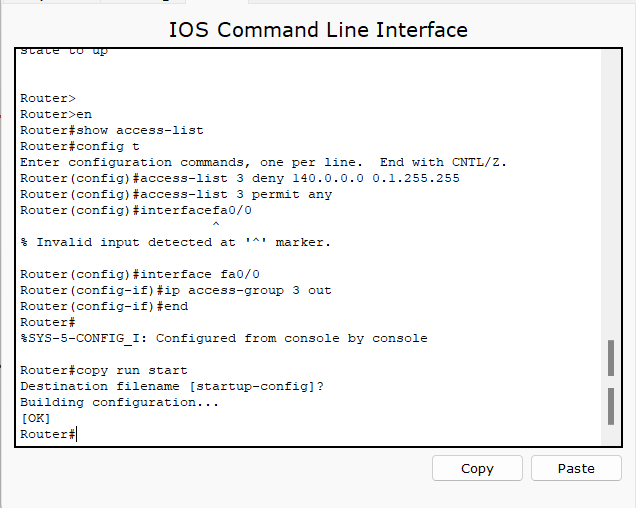 IOS Command Line Interface
state to up
Router>
Router>en
Router#show access-list
Router#config t
Enter configuration commands, one per line.  End with CNTL/Z.
Router(config)#access-list 3 deny 140.0.0.0 0.1.255.255
Router(config)#access-list 3 permit any
Router(config)#interfacefa0/0
^
% Invalid input detected at '^' marker.
Router(config)#interface fa0/0
Router(config-if)#ip access-group 3 out
Router(config-if)#end
Router#
%SYS-5-CONFIG_I: Configured from console by console
Router#copy run start
Destination filename [startup-config]?
Building configuration...
[OK]
Router#
Copy Paste